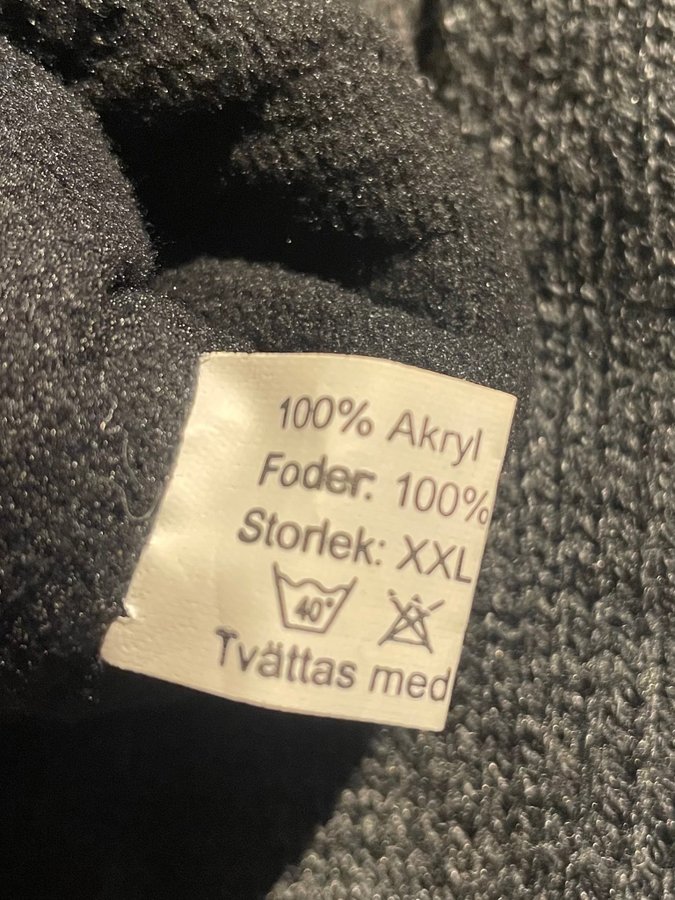 100% Akryl
Foder: 100%
Storlek: XXL
40°
Tvättas med